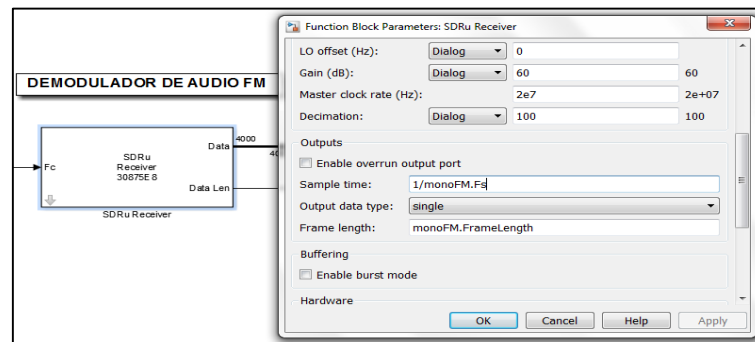 DEMODULADOR DE AUDIO FM
Fc
SDRu
Receiver
30875E8
Data
Data Len
4000
SDRu Receiver
Function Block Parameters: SDRu Receiver
LO offset (Hz): Dialog 0
Gain (dB): Dialog 60 60
Master clock rate (Hz): 2e7 2e+07
Decimation: Dialog 100 100
Outputs
Enable overrun output port
Sample time: 1/monoFM.Fs
Output data type: single
Frame length: monoFM.FrameLength
Buffering
Enable burst mode
Hardware
OK Cancel Help Apply